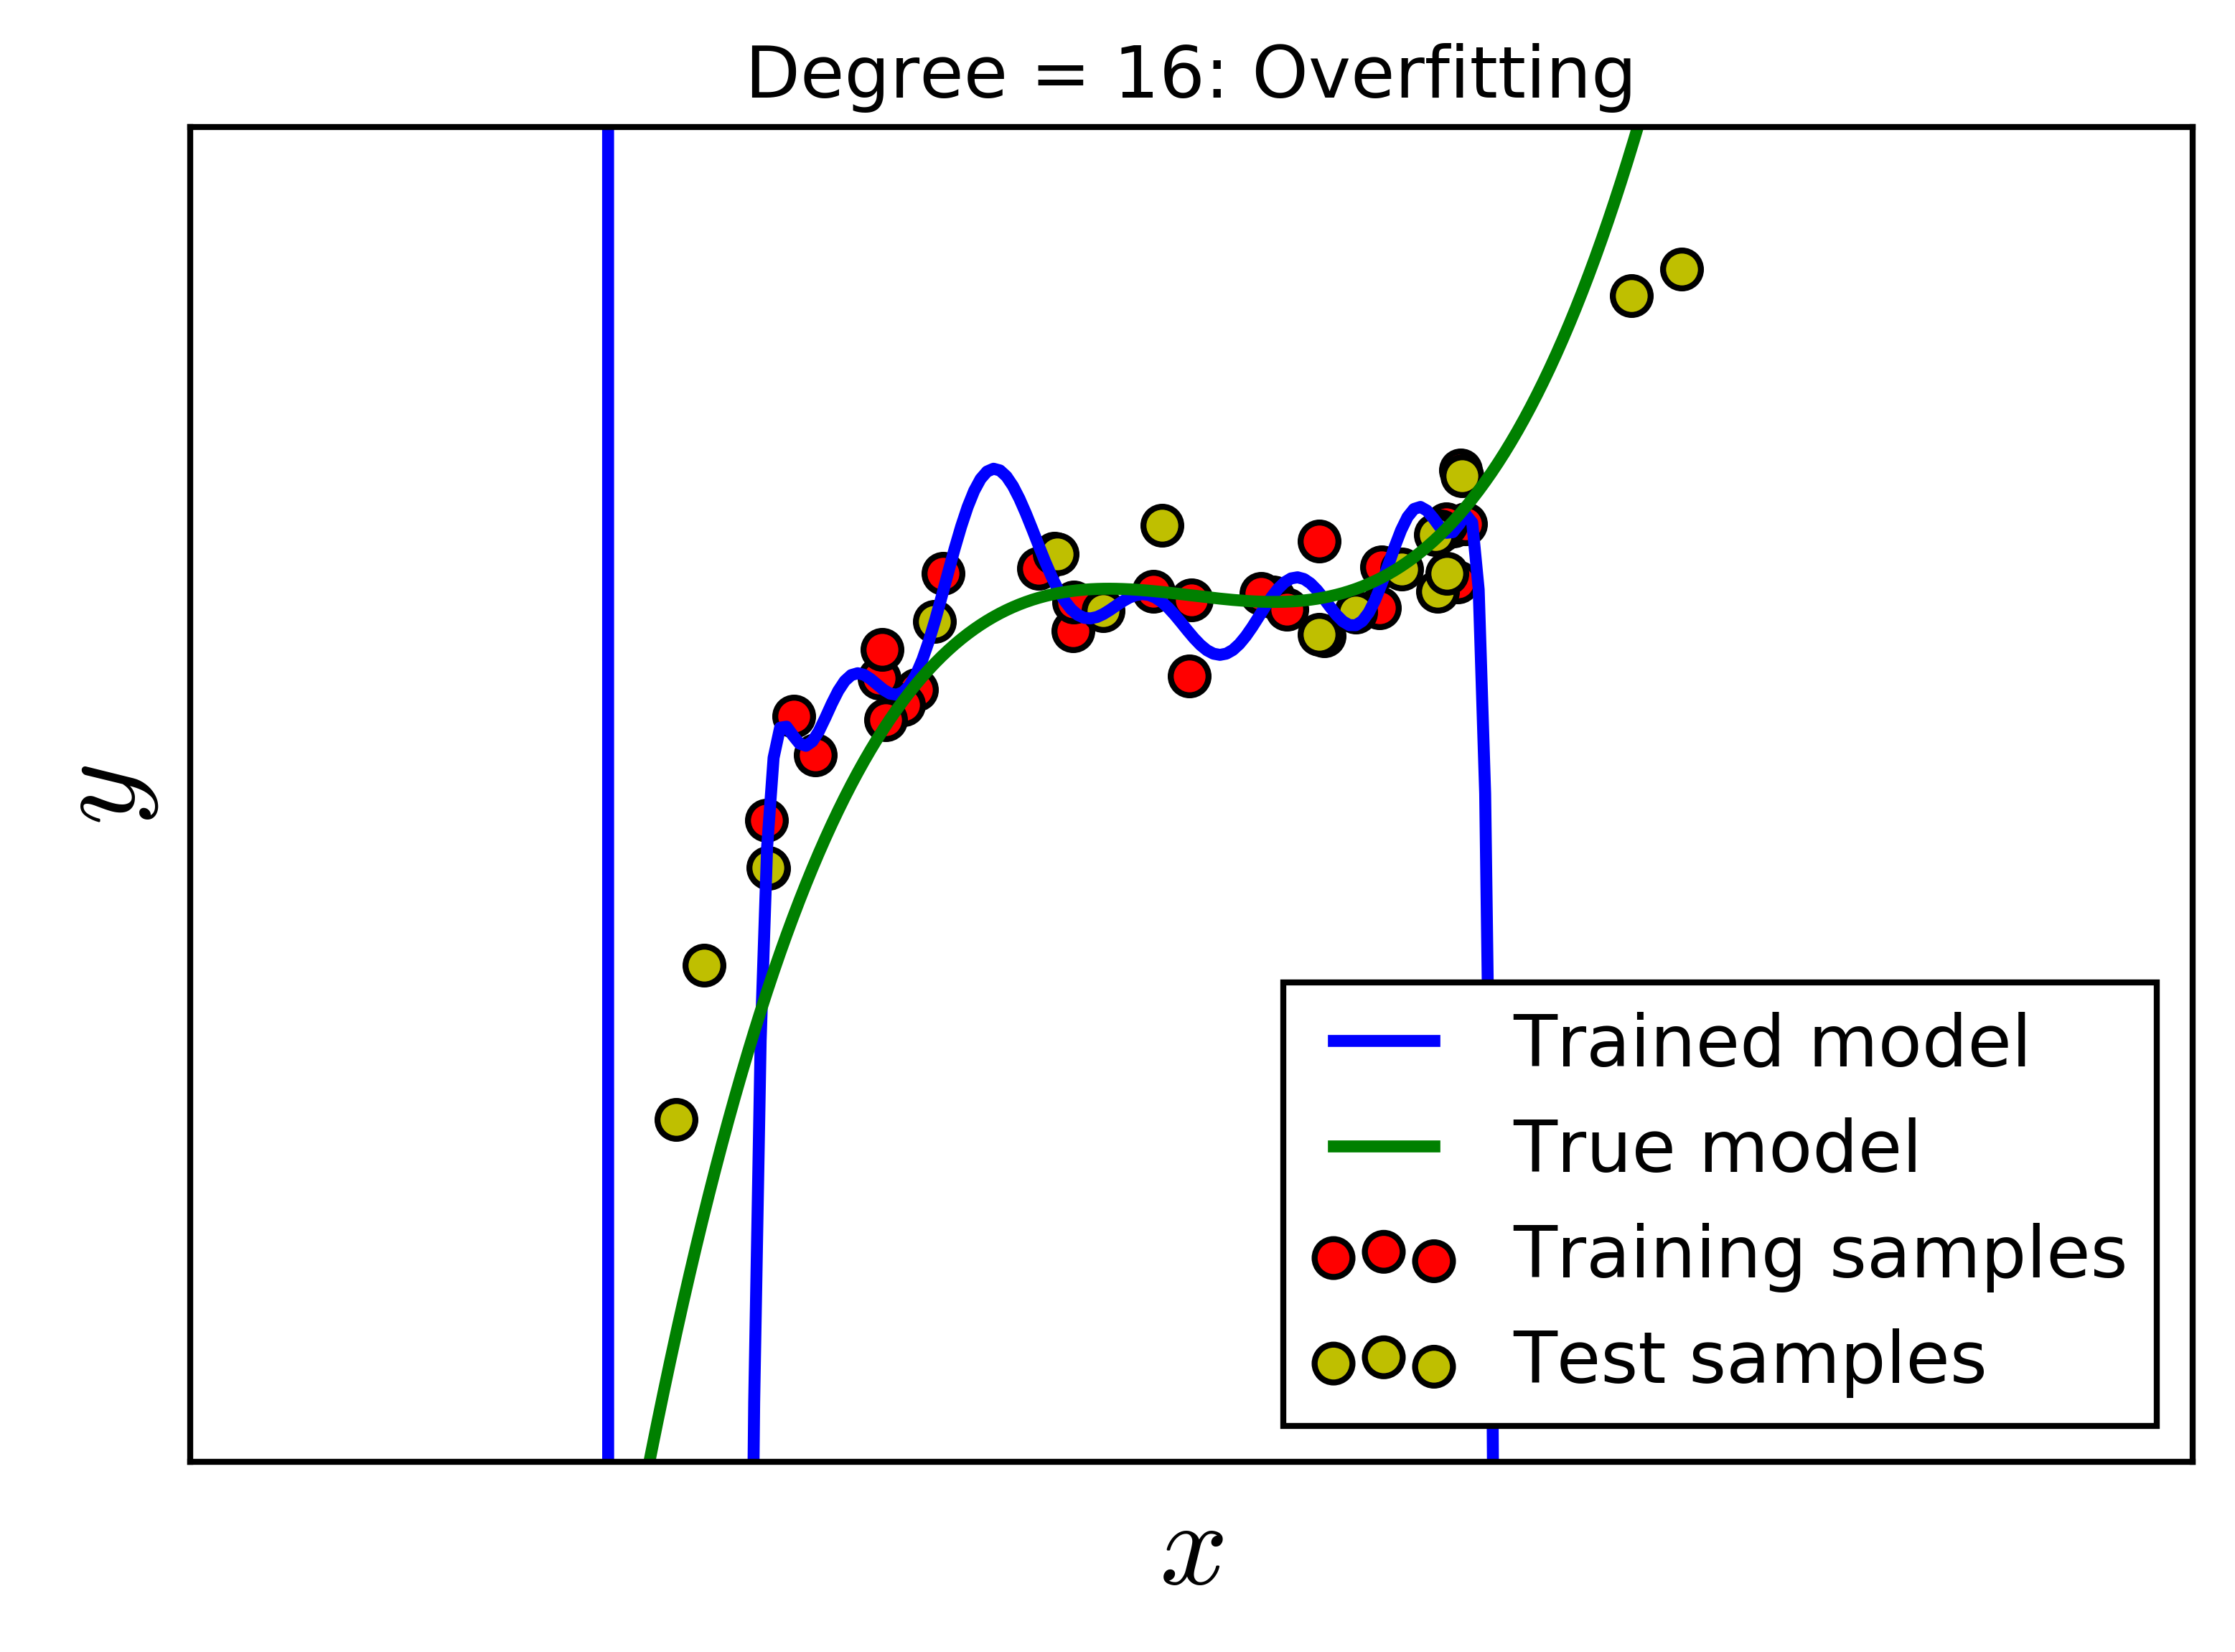 Degree = 16: Overfitting
y
Trained model
True model
Training samples
Test samples
x